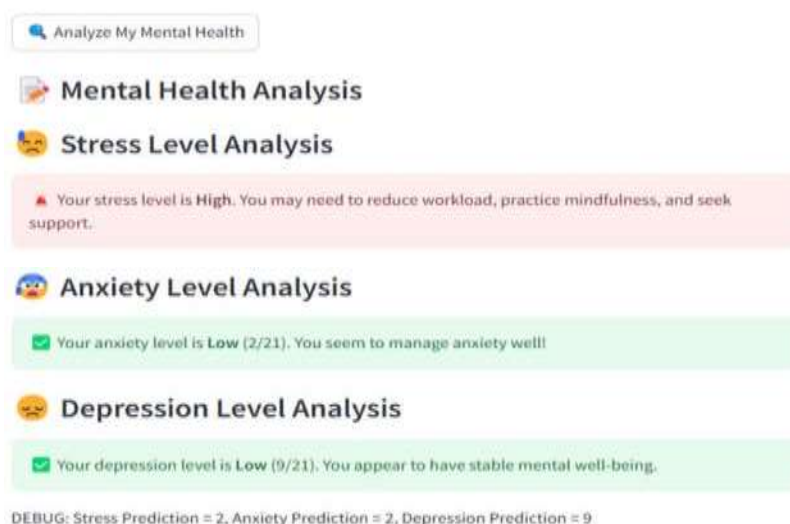 Analyze My Mental Health
Mental Health Analysis
Stress Level Analysis
Your stress level is High. You may need to reduce workload, practice mindfulness, and seek
support.
Anxiety Level Analysis
Your anxiety level is Low (2/21). You seem to manage anxiety well!
Depression Level Analysis
Your depression level is Low (9/21). You appear to have stable mental well-being.
DEBUG: Stress Prediction = 2, Anxiety Prediction = 2, Depression Prediction = 9